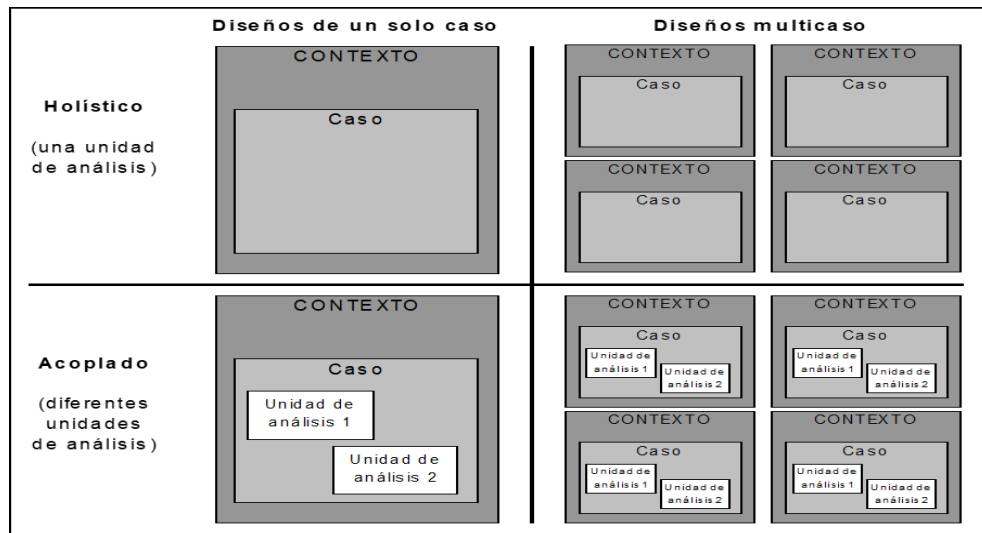 Diseños de un solo caso
Diseños multicaso
Holístico
(una unidad
de análisis)
CONTEXTO
Caso
CONTEXTO
Caso
CONTEXTO
Caso
CONTEXTO
Caso
CONTEXTO
Caso
Acoplado
(diferentes
unidades
de análisis)
CONTEXTO
Caso
Unidad de
análisis 1
Unidad de
análisis 2
CONTEXTO
Caso
Unidad de
análisis 1
Unidad de
análisis 2
CONTEXTO
Caso
Unidad de
análisis 1
Unidad de
análisis 2
CONTEXTO
Caso
Unidad de
análisis 1
Unidad de
análisis 2
CONTEXTO
Caso
Unidad de
análisis 1
Unidad de
análisis 2